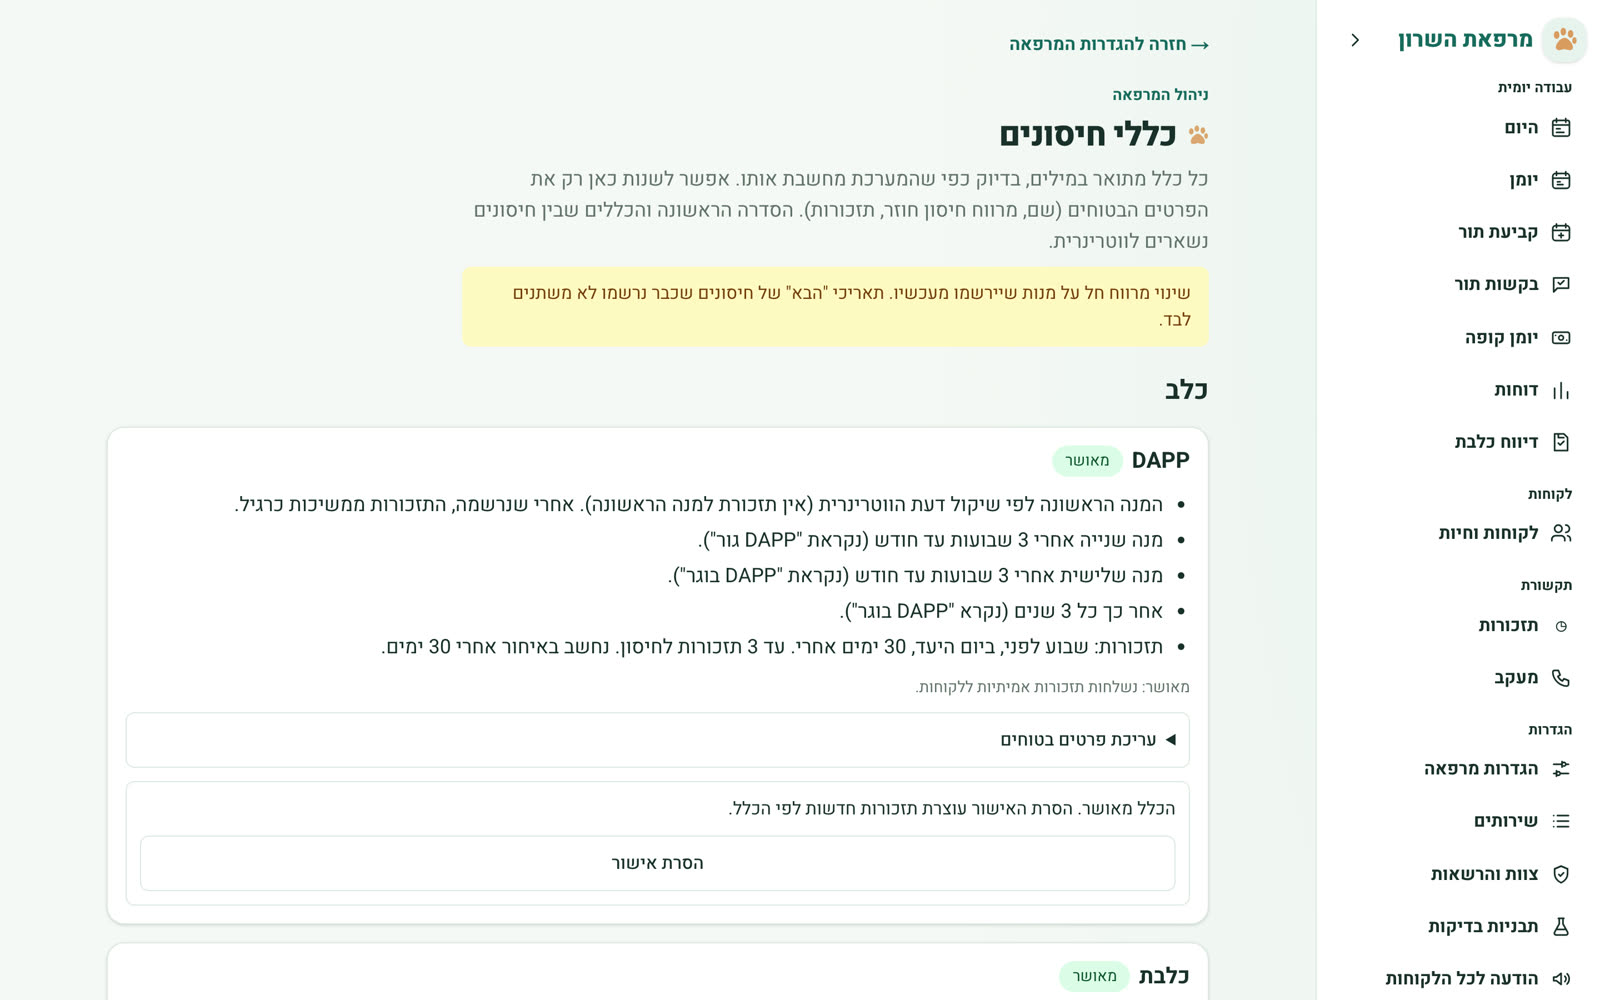 מרפאת השרון
עבודה יומית
היום
יומן
קביעת תור
בקשות תור
יומן קופה
דוחות
דיווח כלבת
לקוחות
לקוחות וחיות
תקשורת
תזכורות
מעקב
הגדרות
הגדרות מרפאה
שירותים
צוות והרשאות
תבניות בדיקות
הודעה לכל הלקוחות
→ חזרה להגדרות המרפאה
ניהול המרפאה
כללי חיסונים
כל כלל מתואר במילים, בדיוק כפי שהמערכת מחשבת אותו. אפשר לשנות כאן רק את
הפרטים הבטוחים (שם, מרווח חיסון חוזר, תזכורות). הסדרה הראשונה והכללים שבין חיסונים
נשארים לווטרינרית.
שינוי מרווח חל על מנות שיירשמו מעכשיו. תאריכי "הבא" של חיסונים שכבר נרשמו לא משתנים
לבד.
כלב
DAPP מאושר
• המנה הראשונה לפי שיקול דעת הווטרינרית (אין תזכורת למנה הראשונה). אחרי שנרשמה, התזכורות ממשיכות כרגיל.
• מנה שנייה אחרי 3 שבועות עד חודש (נקראת "DAPP גור").
• מנה שלישית אחרי 3 שבועות עד חודש (נקראת "DAPP בוגר").
• אחר כך כל 3 שנים (נקרא "DAPP בוגר").
• תזכורות: שבוע לפני, ביום היעד, 30 ימים אחרי. עד 3 תזכורות לחיסון. נחשב באיחור אחרי 30 ימים.
מאושר: נשלחות תזכורות אמיתיות ללקוחות.
עריכת פרטים בטוחים
הכלל מאושר. הסרת האישור עוצרת תזכורות חדשות לפי הכלל.
הסרת אישור
כלבת מאושר